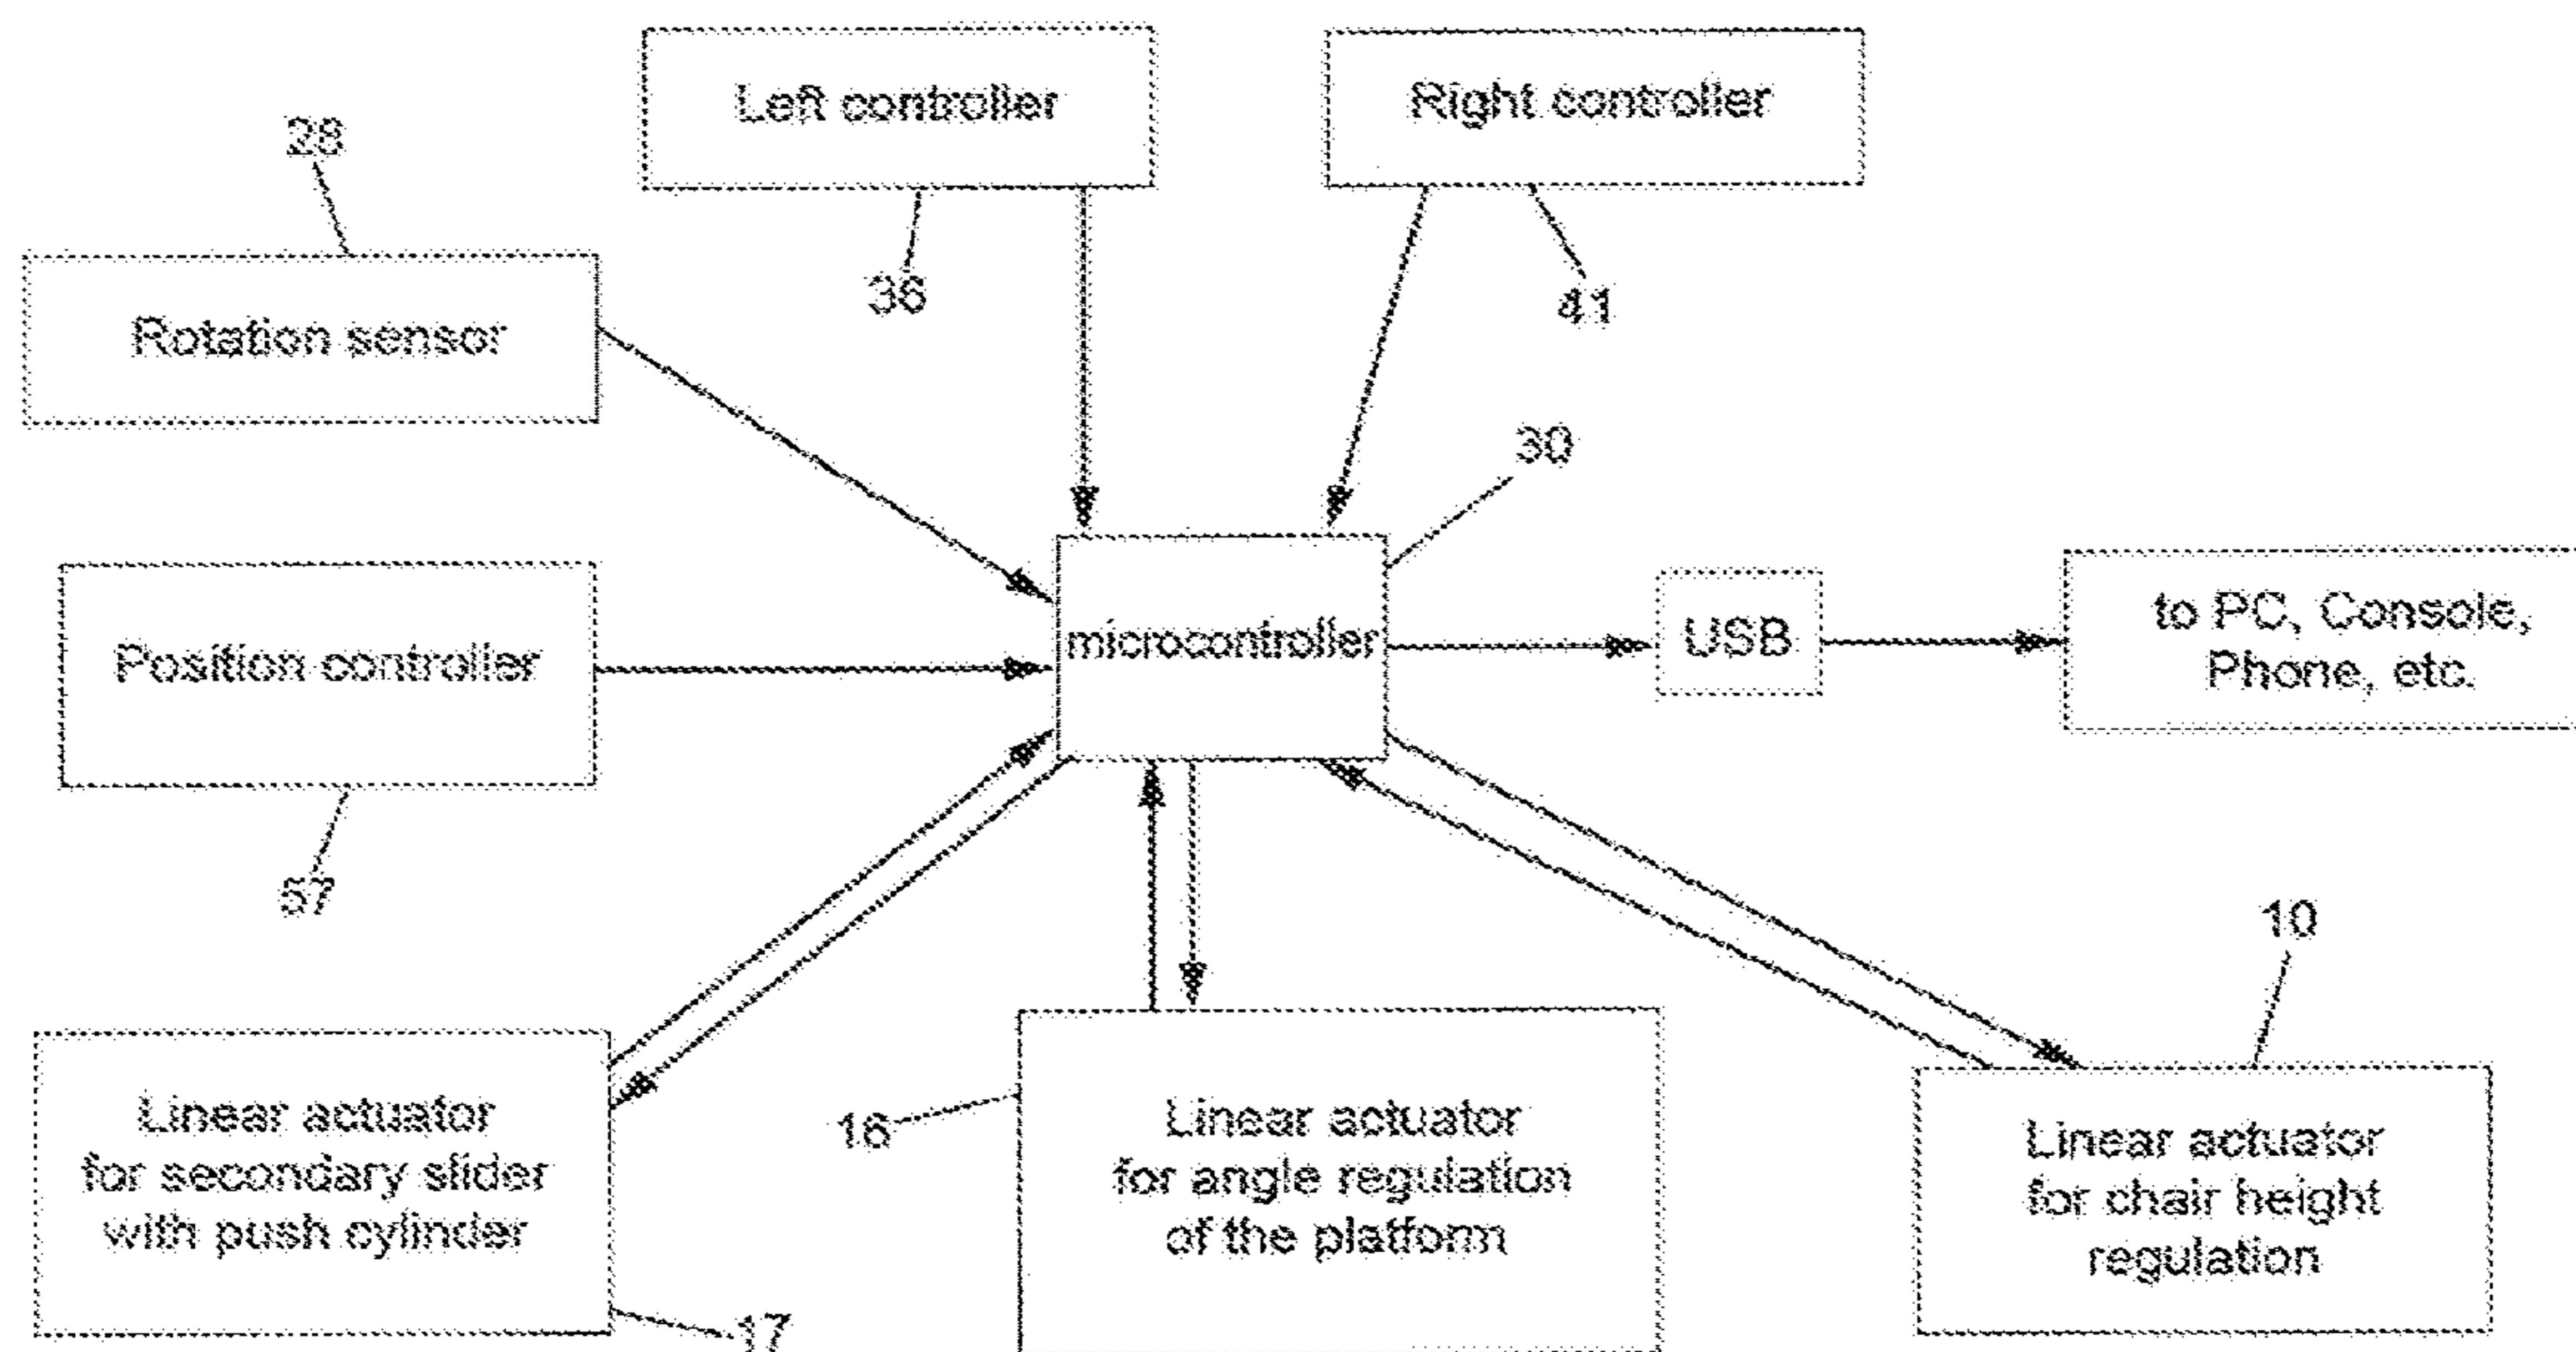 Left controller
Right controller
28
36
41
Rotation sensor
30
Position controller
microcontroller
USB
to PC, Console,
Phone, etc.
57
10
Linear actuator
for secondary slider
with push cylinder
16
Linear actuator
for angle regulation
of the platform
Linear actuator
for chair height
regulation
17